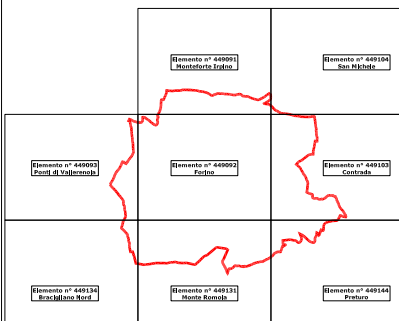 Elemento n° 449091
Monteforte Irpino
Elemento n° 449104
San Michele
Elemento n° 449093
Ponti di Vallerenola
Elemento n° 449092
Forino
Elemento n° 449103
Contrada
Elemento n° 449134
Bracigliano Nord
Elemento n° 449131
Monte Romola
Elemento n° 449144
Preturo